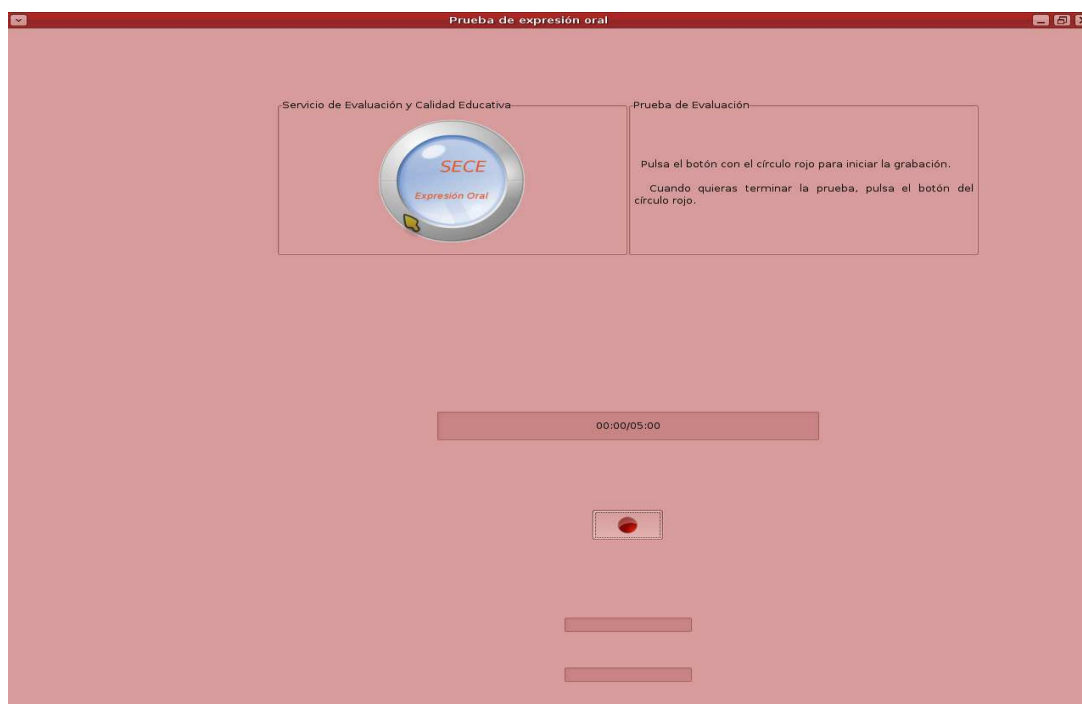 Prueba de expresión oral
Servicio de Evaluación y Calidad Educativa
SECE
Expresión Oral
Prueba de Evaluación
Pulsa el botón con el círculo rojo para iniciar la grabación.
Cuando quieras terminar la prueba, pulsa el botón del
círculo rojo.
00:00/05:00